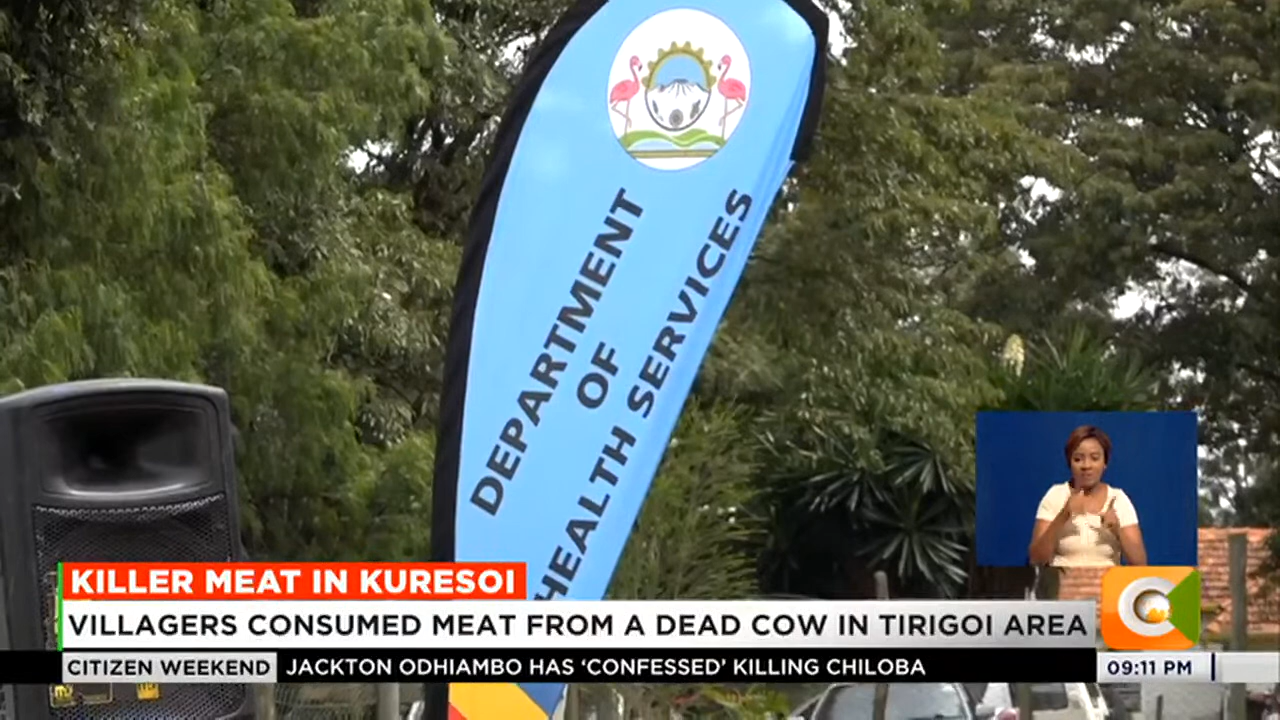 DEPARTMENT
OF
HEALTH SERVICES
KILLER MEAT IN KURESOI
VILLAGERS CONSUMED MEAT FROM A DEAD COW IN TIRIGOI AREA
CITIZEN WEEKEND JACKTON ODHIAMBO HAS ‘CONFESSED’ KILLING CHILOBA 09:11 PM